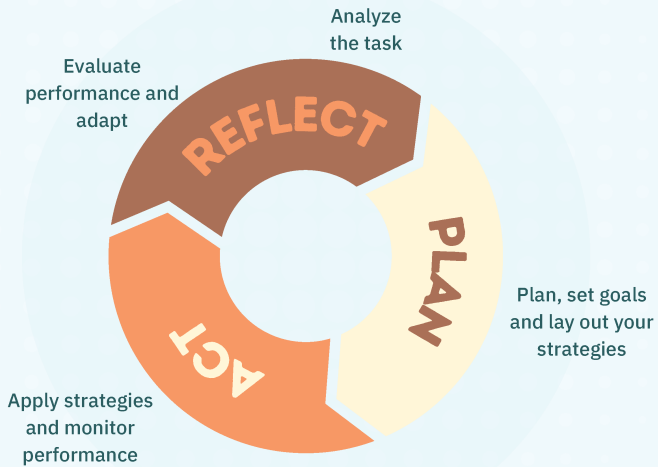 Analyze
the task
Evaluate
performance and
adapt
REFLECT
PLAN
Plan, set goals
and lay out your
strategies
ACT
Apply strategies
and monitor
performance